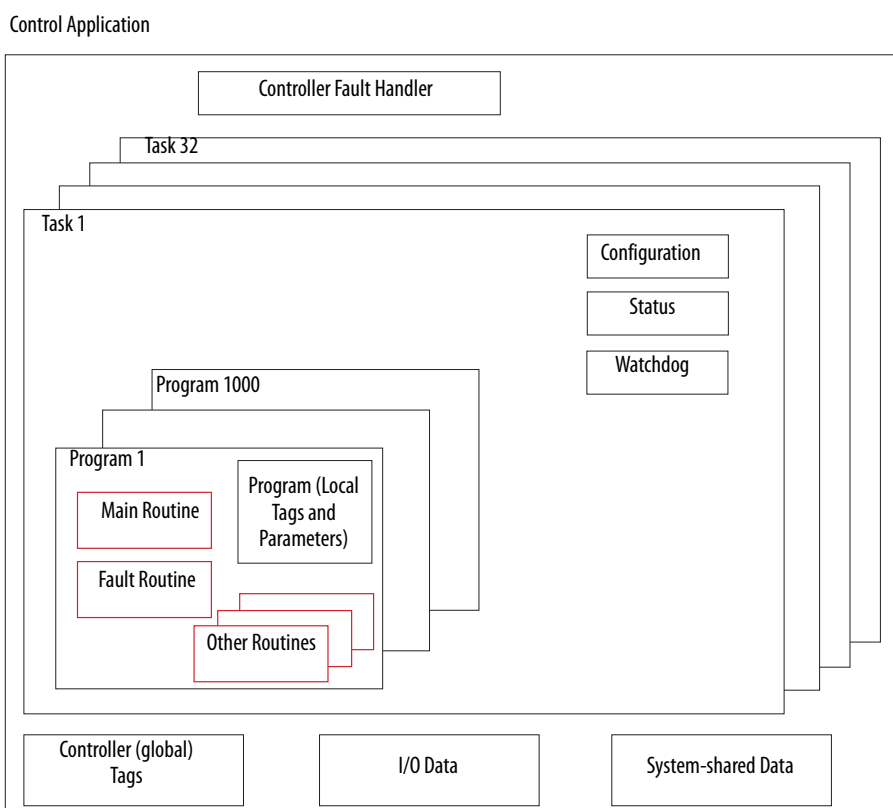 Control Application
Controller Fault Handler
Task 32
Task 1
Configuration
Status
Watchdog
Program 1000
Program 1
Main Routine
Program (Local
Tags and
Parameters)
Fault Routine
Other Routines
Controller (global)
Tags
I/O Data
System-shared Data